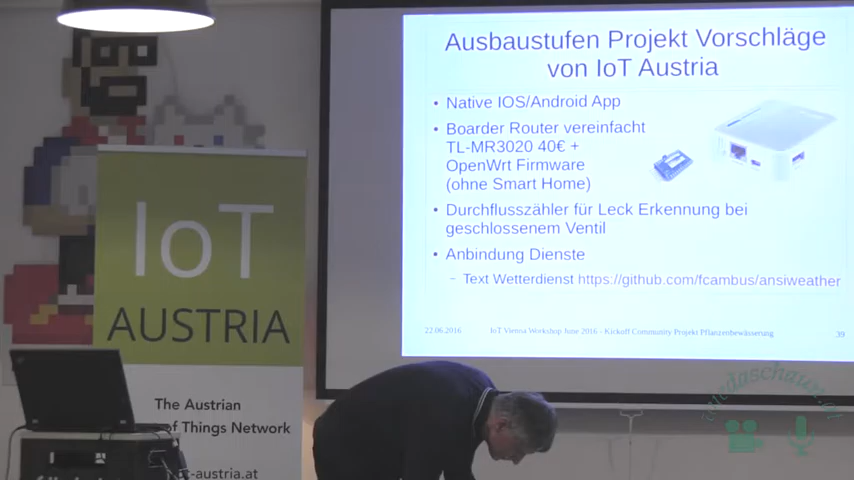 Ausbaustufen Projekt Vorschläge
von IoT Austria
• Native IOS/Android App
• Boarder Router vereinfacht
TL-MR3020 40€ +
OpenWrt Firmware
(ohne Smart Home)
• Durchflusszähler für Leck Erkennung bei
geschlossenem Ventil
• Anbindung Dienste
– Text Wetterdienst https://github.com/fcambus/ansiweather
22.06.2016 IoT Vienna Workshop June 2016 - Kickoff Community Projekt Pflanzenbewässerung 39
IoT
AUSTRIA
The Austrian
of Things Network
-austria.at